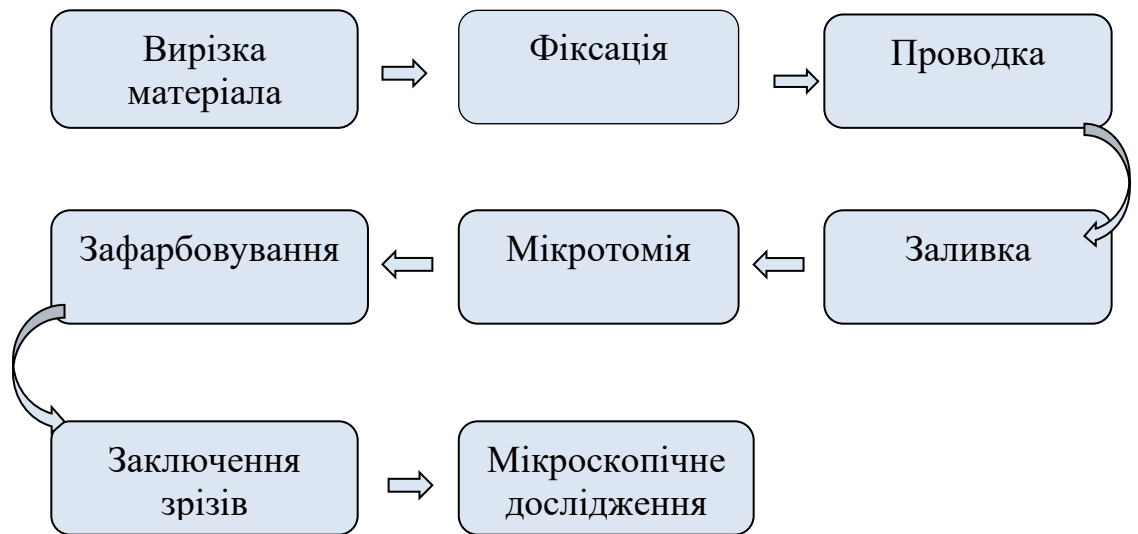 Вирізка
матеріала
Фіксація
Проводка
Заливка
Мікротомія
Зафарбовування
Заключення
зрізів
Мікроскопічне
дослідження